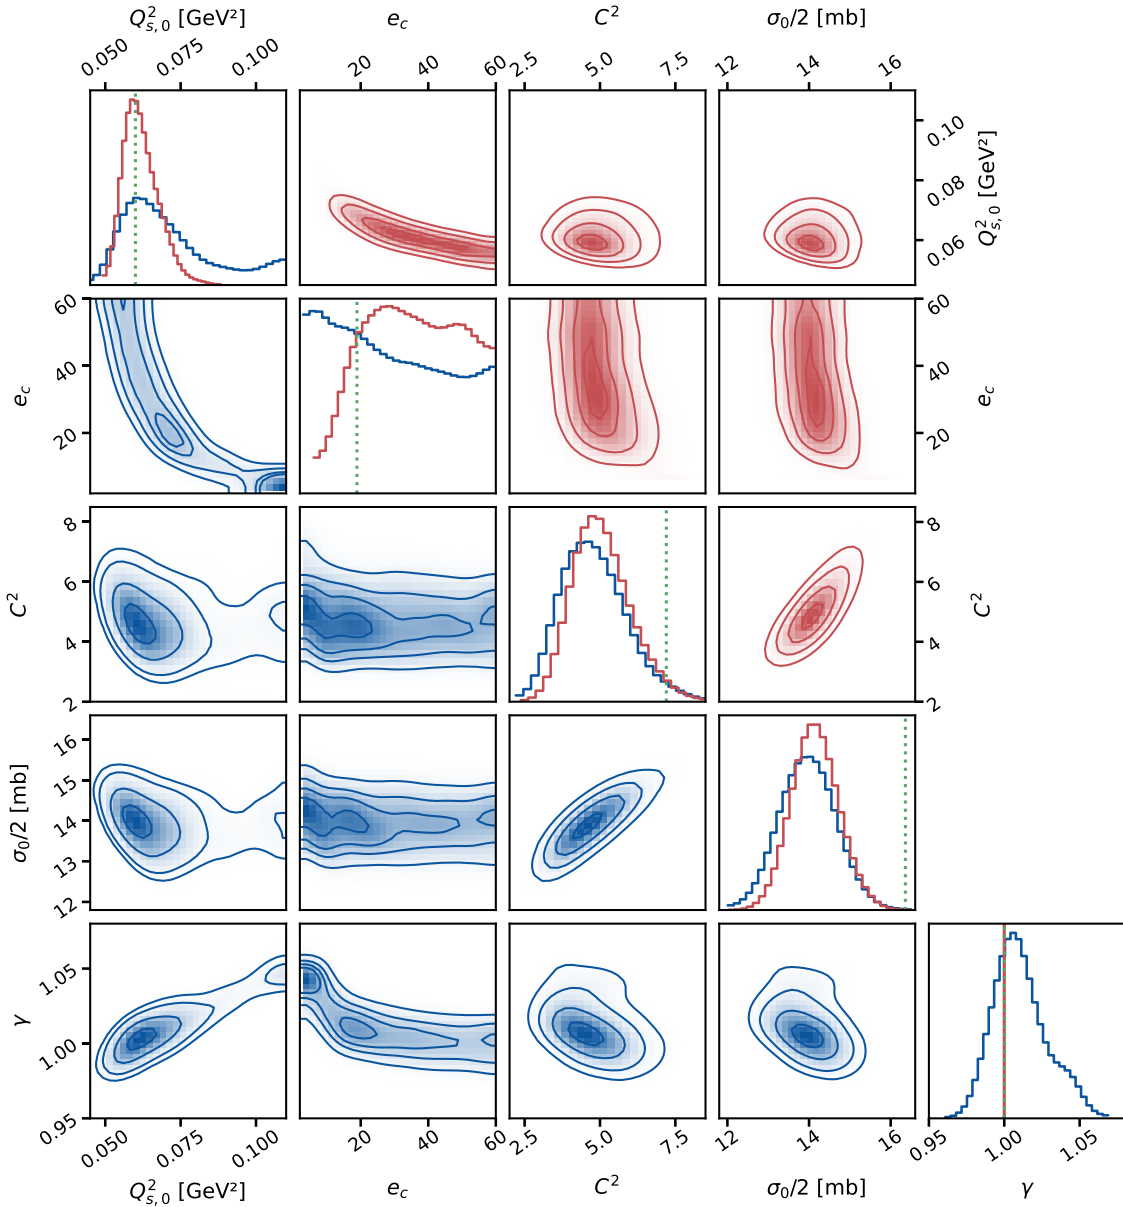 Q²ₛ,₀ [GeV²] e_c C² σ₀/2 [mb]
0.050 0.075 0.100 20 40 60 2.5 5.0 7.5 12 14 16
0.10
0.08
0.06
Q²ₛ,₀ [GeV²]
60
40
20
e_c
60
40
20
e_c
8
6
4
2
C²
8
6
4
2
C²
16
15
14
13
12
σ₀/2 [mb]
1.05
1.00
0.95
γ
0.050 0.075 0.100 20 40 60 2.5 5.0 7.5 12 14 16 0.95 1.00 1.05
Q²ₛ,₀ [GeV²] e_c C² σ₀/2 [mb] γ